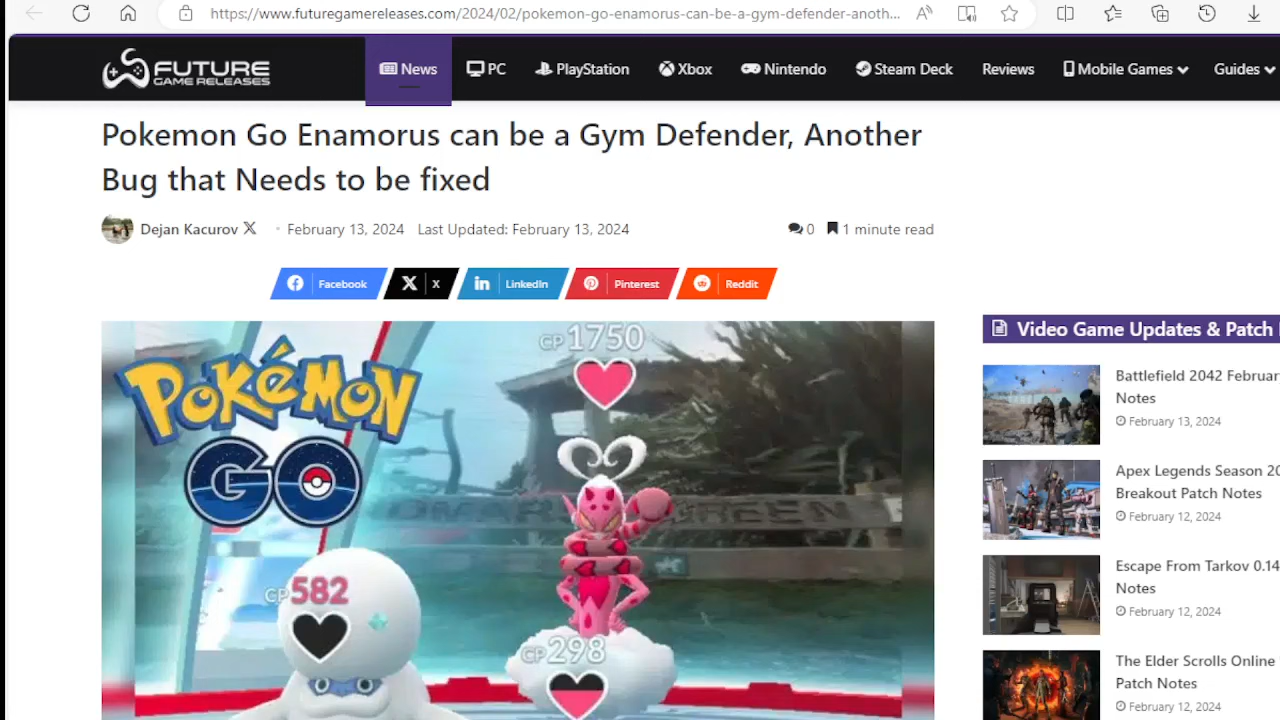 https://www.futuregamereleases.com/2024/02/pokemon-go-enamorus-can-be-a-gym-defender-anoth...
FUTURE
GAME RELEASES
News
PC
PlayStation
Xbox
Nintendo
Steam Deck
Reviews
Mobile Games
Guides
Pokemon Go Enamorus can be a Gym Defender, Another
Bug that Needs to be fixed
Dejan Kacurov
February 13, 2024
Last Updated: February 13, 2024
0
1 minute read
Facebook
X
LinkedIn
Pinterest
Reddit
POKéMON
GO
CP1750
CP582
CP298
Video Game Updates & Patch
Battlefield 2042 Februar
Notes
February 13, 2024
Apex Legends Season 20
Breakout Patch Notes
February 12, 2024
Escape From Tarkov 0.14
Notes
February 12, 2024
The Elder Scrolls Online
Patch Notes
February 12, 2024